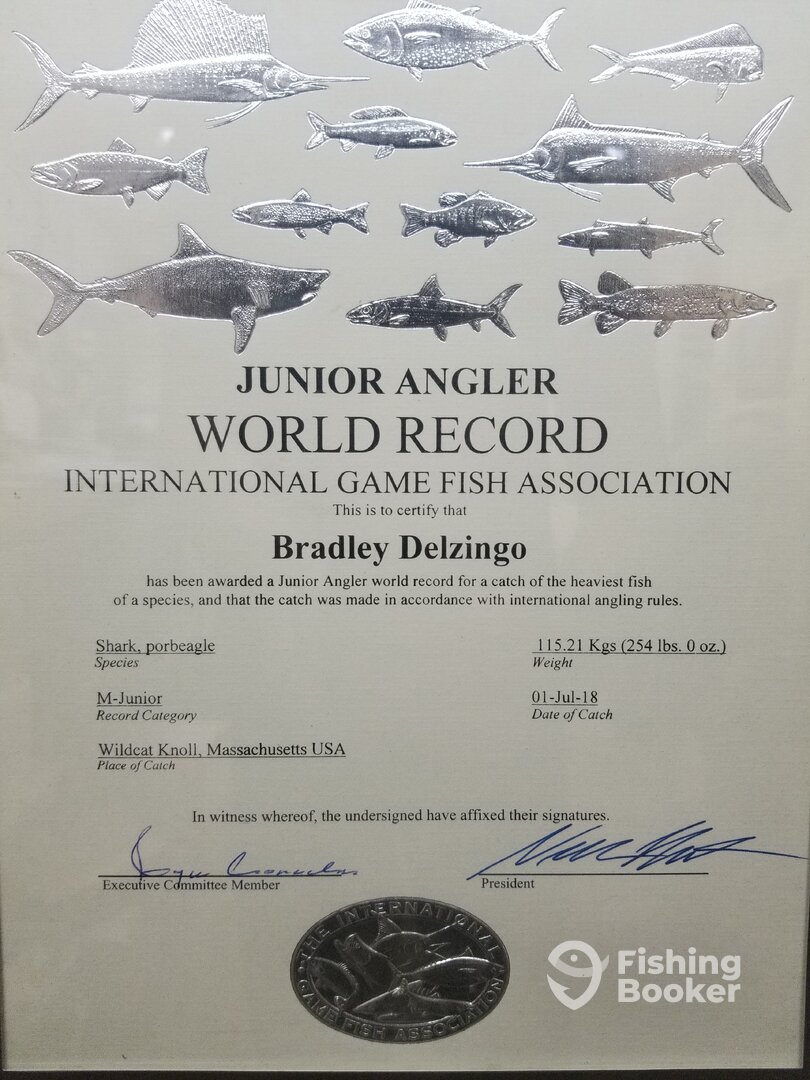 JUNIOR ANGLER
WORLD RECORD
INTERNATIONAL GAME FISH ASSOCIATION
This is to certify that
Bradley Delzingo
has been awarded a Junior Angler world record for a catch of the heaviest fish
of a species, and that the catch was made in accordance with international angling rules.
Shark, porbeagle
Species
115.21 Kgs (254 lbs. 0 oz.)
Weight
M-Junior
Record Category
01-Jul-18
Date of Catch
Wildcat Knoll, Massachusetts USA
Place of Catch
In witness whereof, the undersigned have affixed their signatures.
Executive Committee Member
President
THE INTERNATIONAL
GAME FISH ASSOCIATION
Fishing
Booker